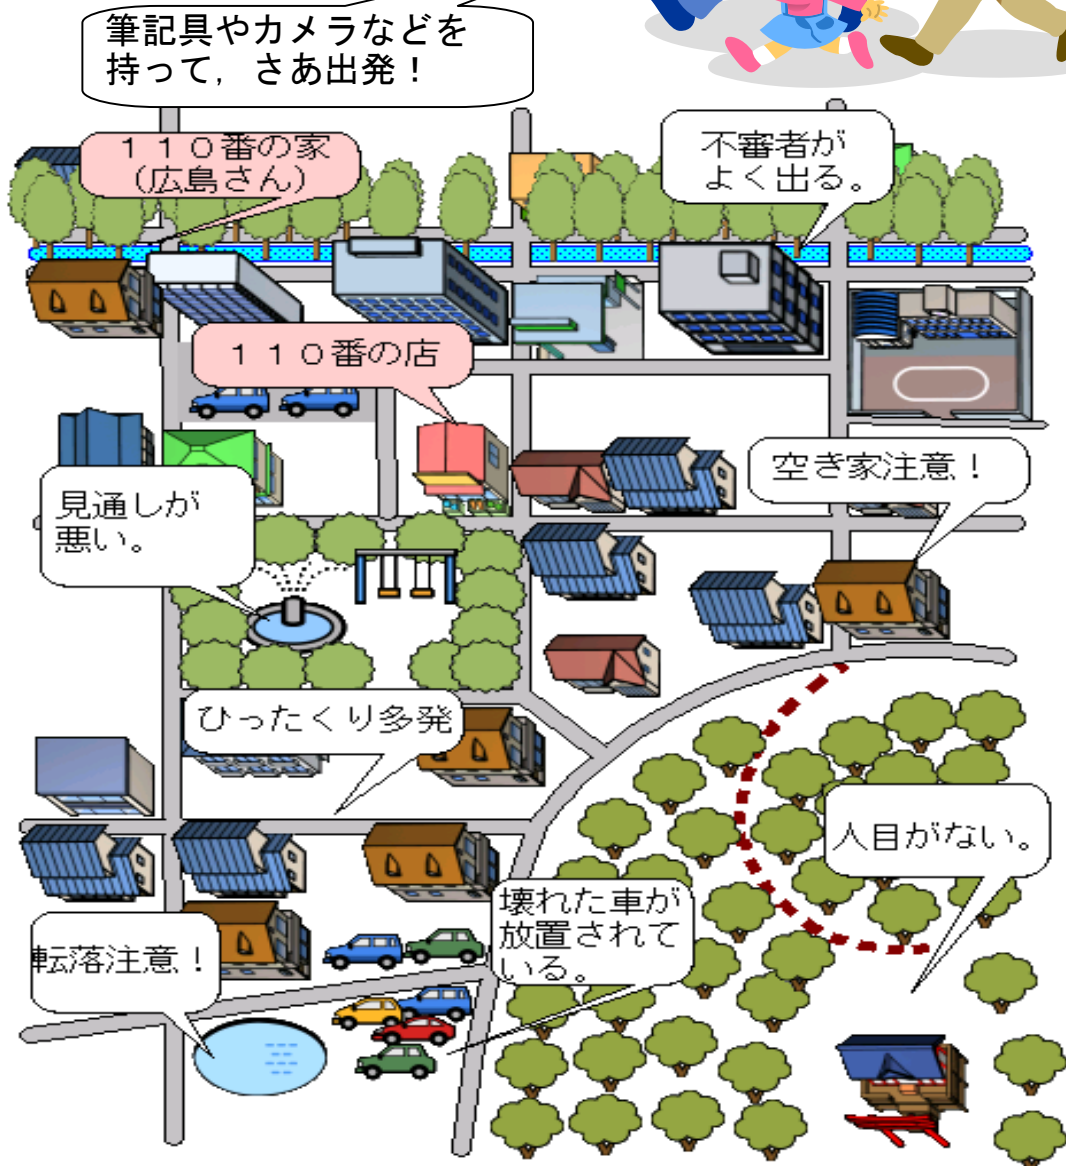 筆記具やカメラなどを
持って，さあ出発！
１１０番の家
（広島さん）
不審者が
よく出る。
１１０番の店
空き家注意！
見通しが
悪い。
ひったくり多発
人目がない。
壊れた車が
放置されて
いる。
転落注意！